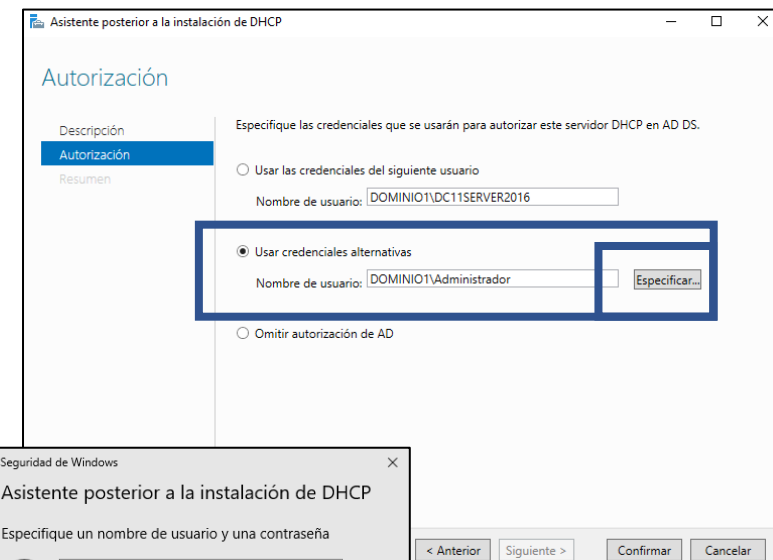 Asistente posterior a la instalación de DHCP
Autorización
Descripción
Autorización
Resumen
Especifique las credenciales que se usarán para autorizar este servidor DHCP en AD DS.
Usar las credenciales del siguiente usuario
Nombre de usuario: DOMINIO1\DC11SERVER2016
Usar credenciales alternativas
Nombre de usuario: DOMINIO1\Administrador Especificar...
Omitir autorización de AD
Seguridad de Windows
Asistente posterior a la instalación de DHCP
Especifique un nombre de usuario y una contraseña
< Anterior Siguiente > Confirmar Cancelar